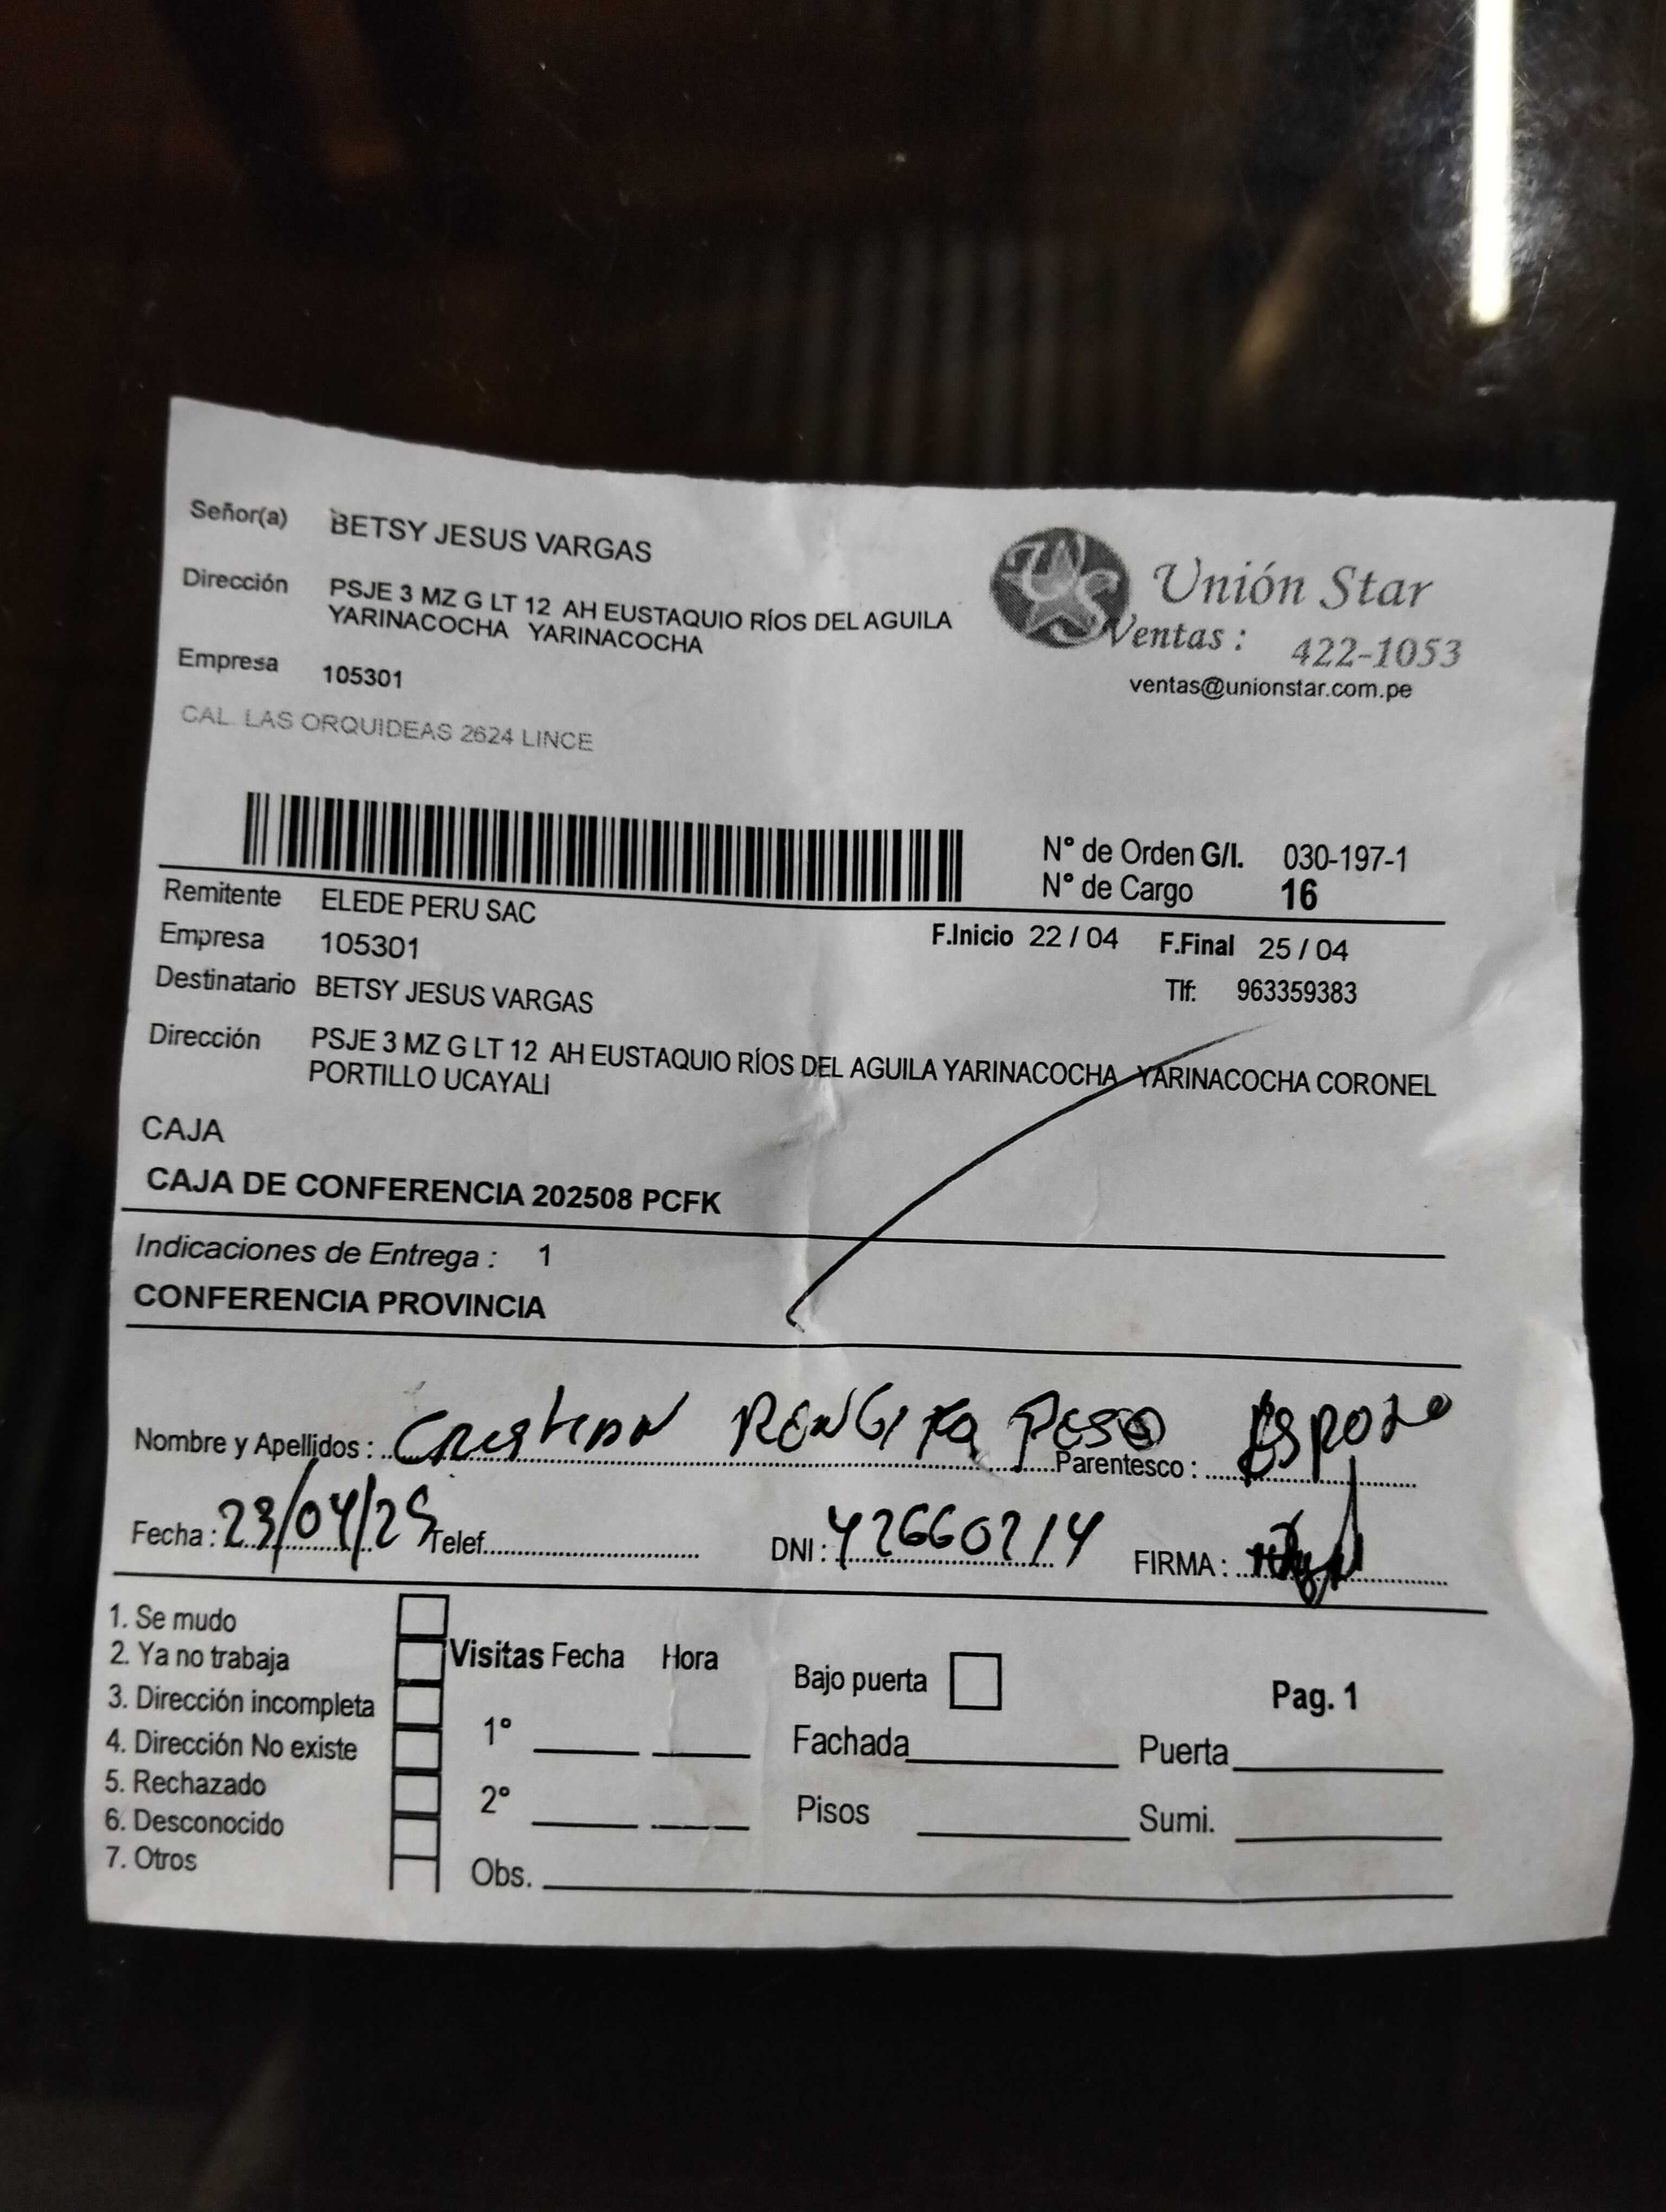 Señor(a) BETSY JESUS VARGAS
Dirección PSJE 3 MZ G LT 12 AH EUSTAQUIO RÍOS DEL AGUILA
YARINACOCHA YARINACOCHA
Empresa 105301
CAL. LAS ORQUIDEAS 2624 LINCE
US
Unión Star
Ventas : 422-1053
ventas@unionstar.com.pe
N° de Orden G/I. 030-197-1
N° de Cargo 16
Remitente ELEDE PERU SAC
Empresa 105301
F.Inicio 22 / 04 F.Final 25 / 04
Destinatario BETSY JESUS VARGAS
Tlf: 963359383
Dirección PSJE 3 MZ G LT 12 AH EUSTAQUIO RÍOS DEL AGUILA YARINACOCHA YARINACOCHA CORONEL
PORTILLO UCAYALI
CAJA
CAJA DE CONFERENCIA 202508 PCFK
Indicaciones de Entrega : 1
CONFERENCIA PROVINCIA
Nombre y Apellidos : Parentesco : Esposo
Fecha : 23/04/25 Telef. DNI : 42660214 FIRMA :
1. Se mudo
2. Ya no trabaja
3. Dirección incompleta
4. Dirección No existe
5. Rechazado
6. Desconocido
7. Otros
Visitas Fecha Hora
1°
2°
Obs.
Bajo puerta
Pag. 1
Fachada Puerta
Pisos Sumi.